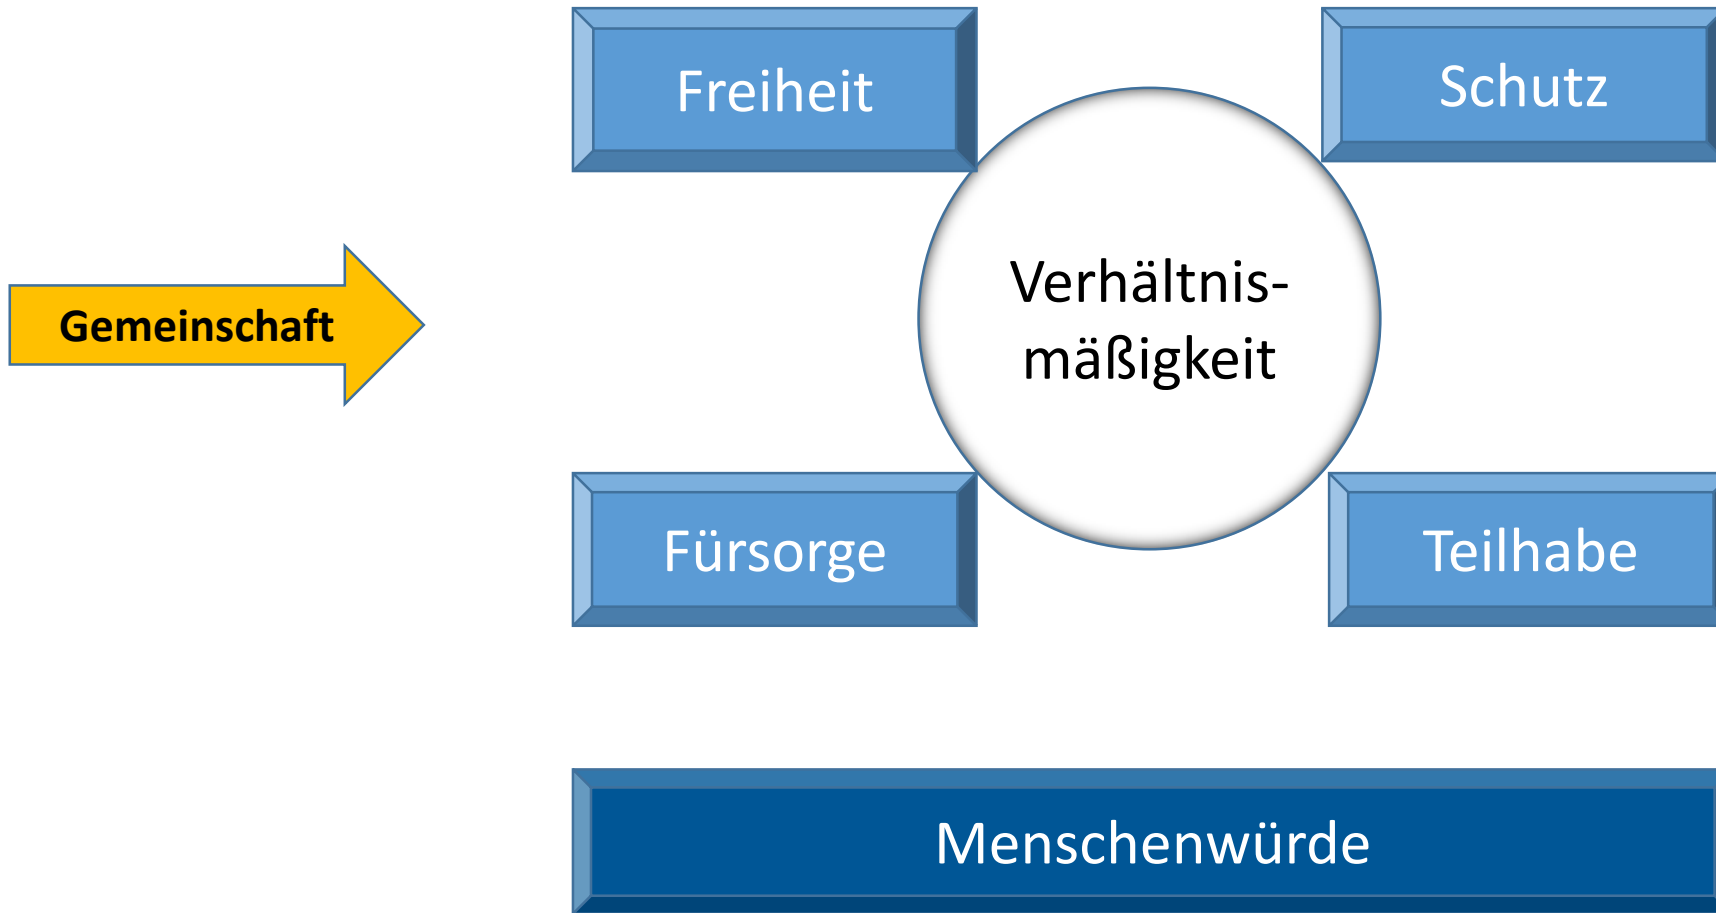 Freiheit
Schutz
Gemeinschaft
Verhältnis-
mäßigkeit
Fürsorge
Teilhabe
Menschenwürde